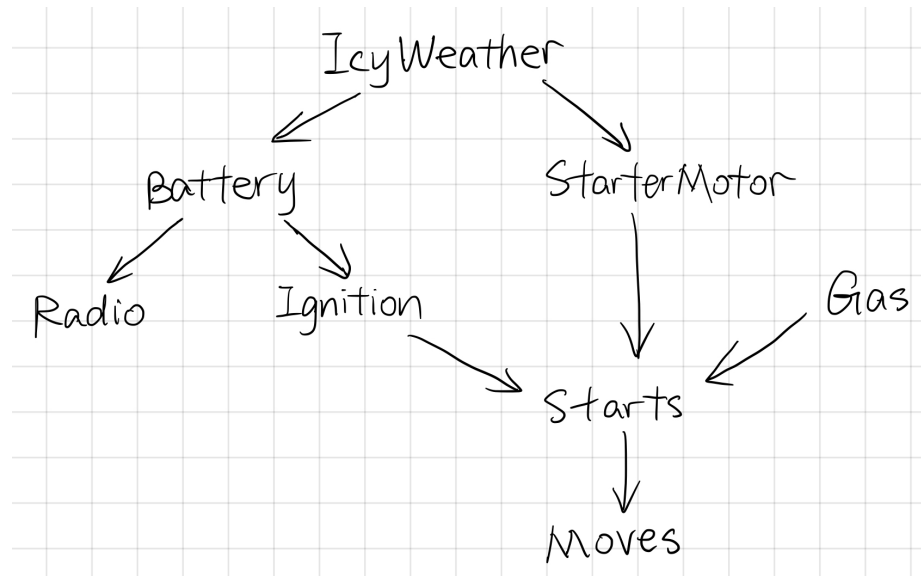 IcyWeather
Battery
StarterMotor
Radio
Ignition
Gas
Starts
Moves